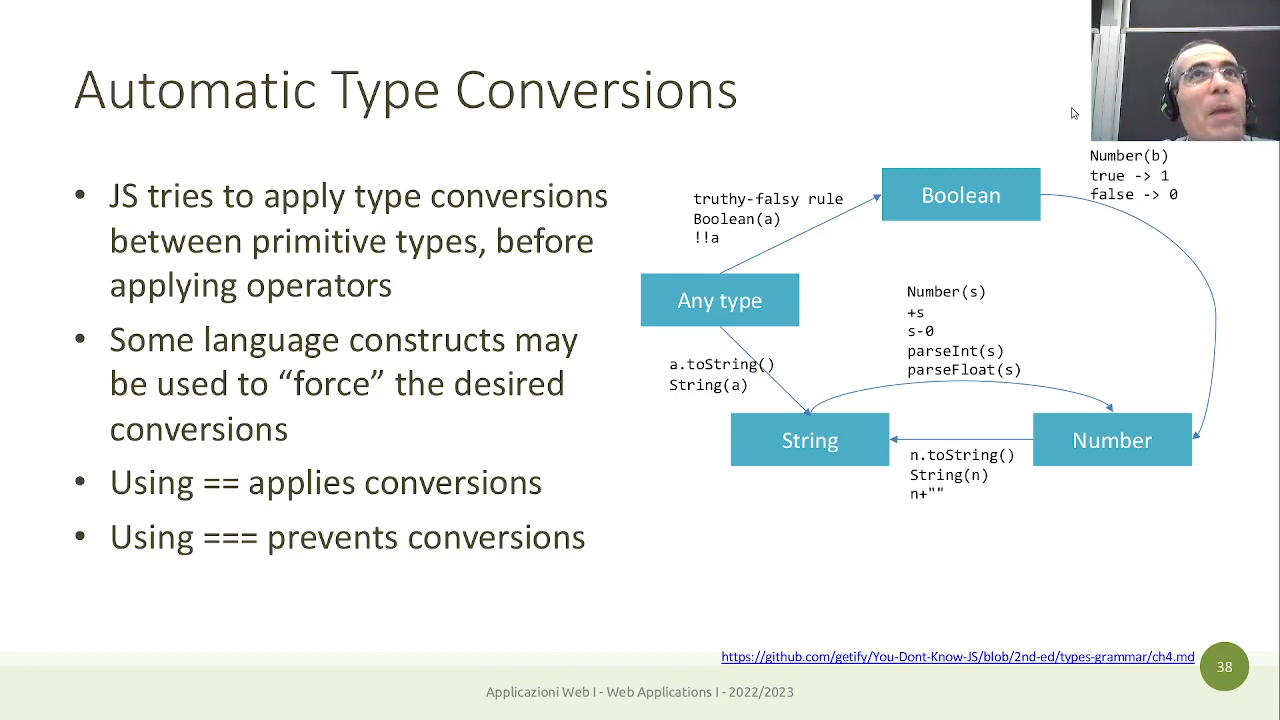 Automatic Type Conversions
• JS tries to apply type conversions
between primitive types, before
applying operators
• Some language constructs may
be used to “force” the desired
conversions
• Using == applies conversions
• Using === prevents conversions
Number(b)
true -> 1
false -> 0
Boolean
truthy-falsy rule
Boolean(a)
!!a
Any type
Number(s)
+s
s-0
parseInt(s)
parseFloat(s)
a.toString()
String(a)
String
Number
n.toString()
String(n)
n+""
https://github.com/getify/You-Dont-Know-JS/blob/2nd-ed/types-grammar/ch4.md
38
Applicazioni Web I - Web Applications I - 2022/2023